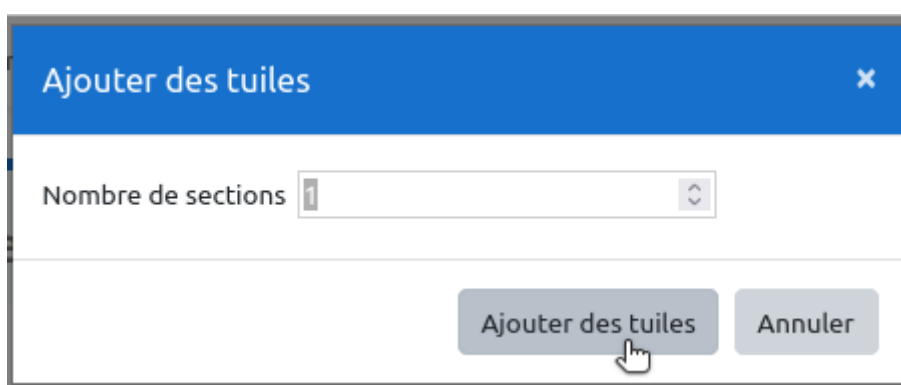 Ajouter des tuiles ×
Nombre de sections 1
Ajouter des tuiles Annuler